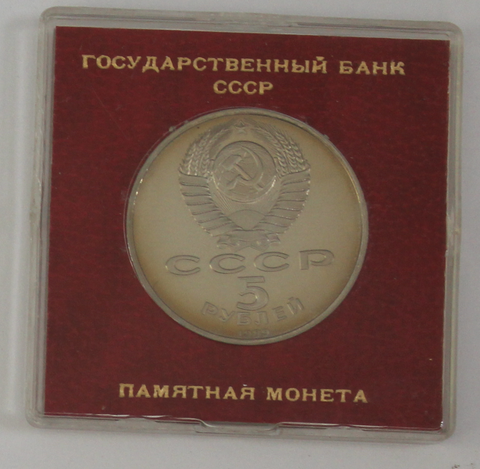 ГОСУДАРСТВЕННЫЙ БАНК
СССР
СССР
5
РУБЛЕЙ
ПАМЯТНАЯ МОНЕТА